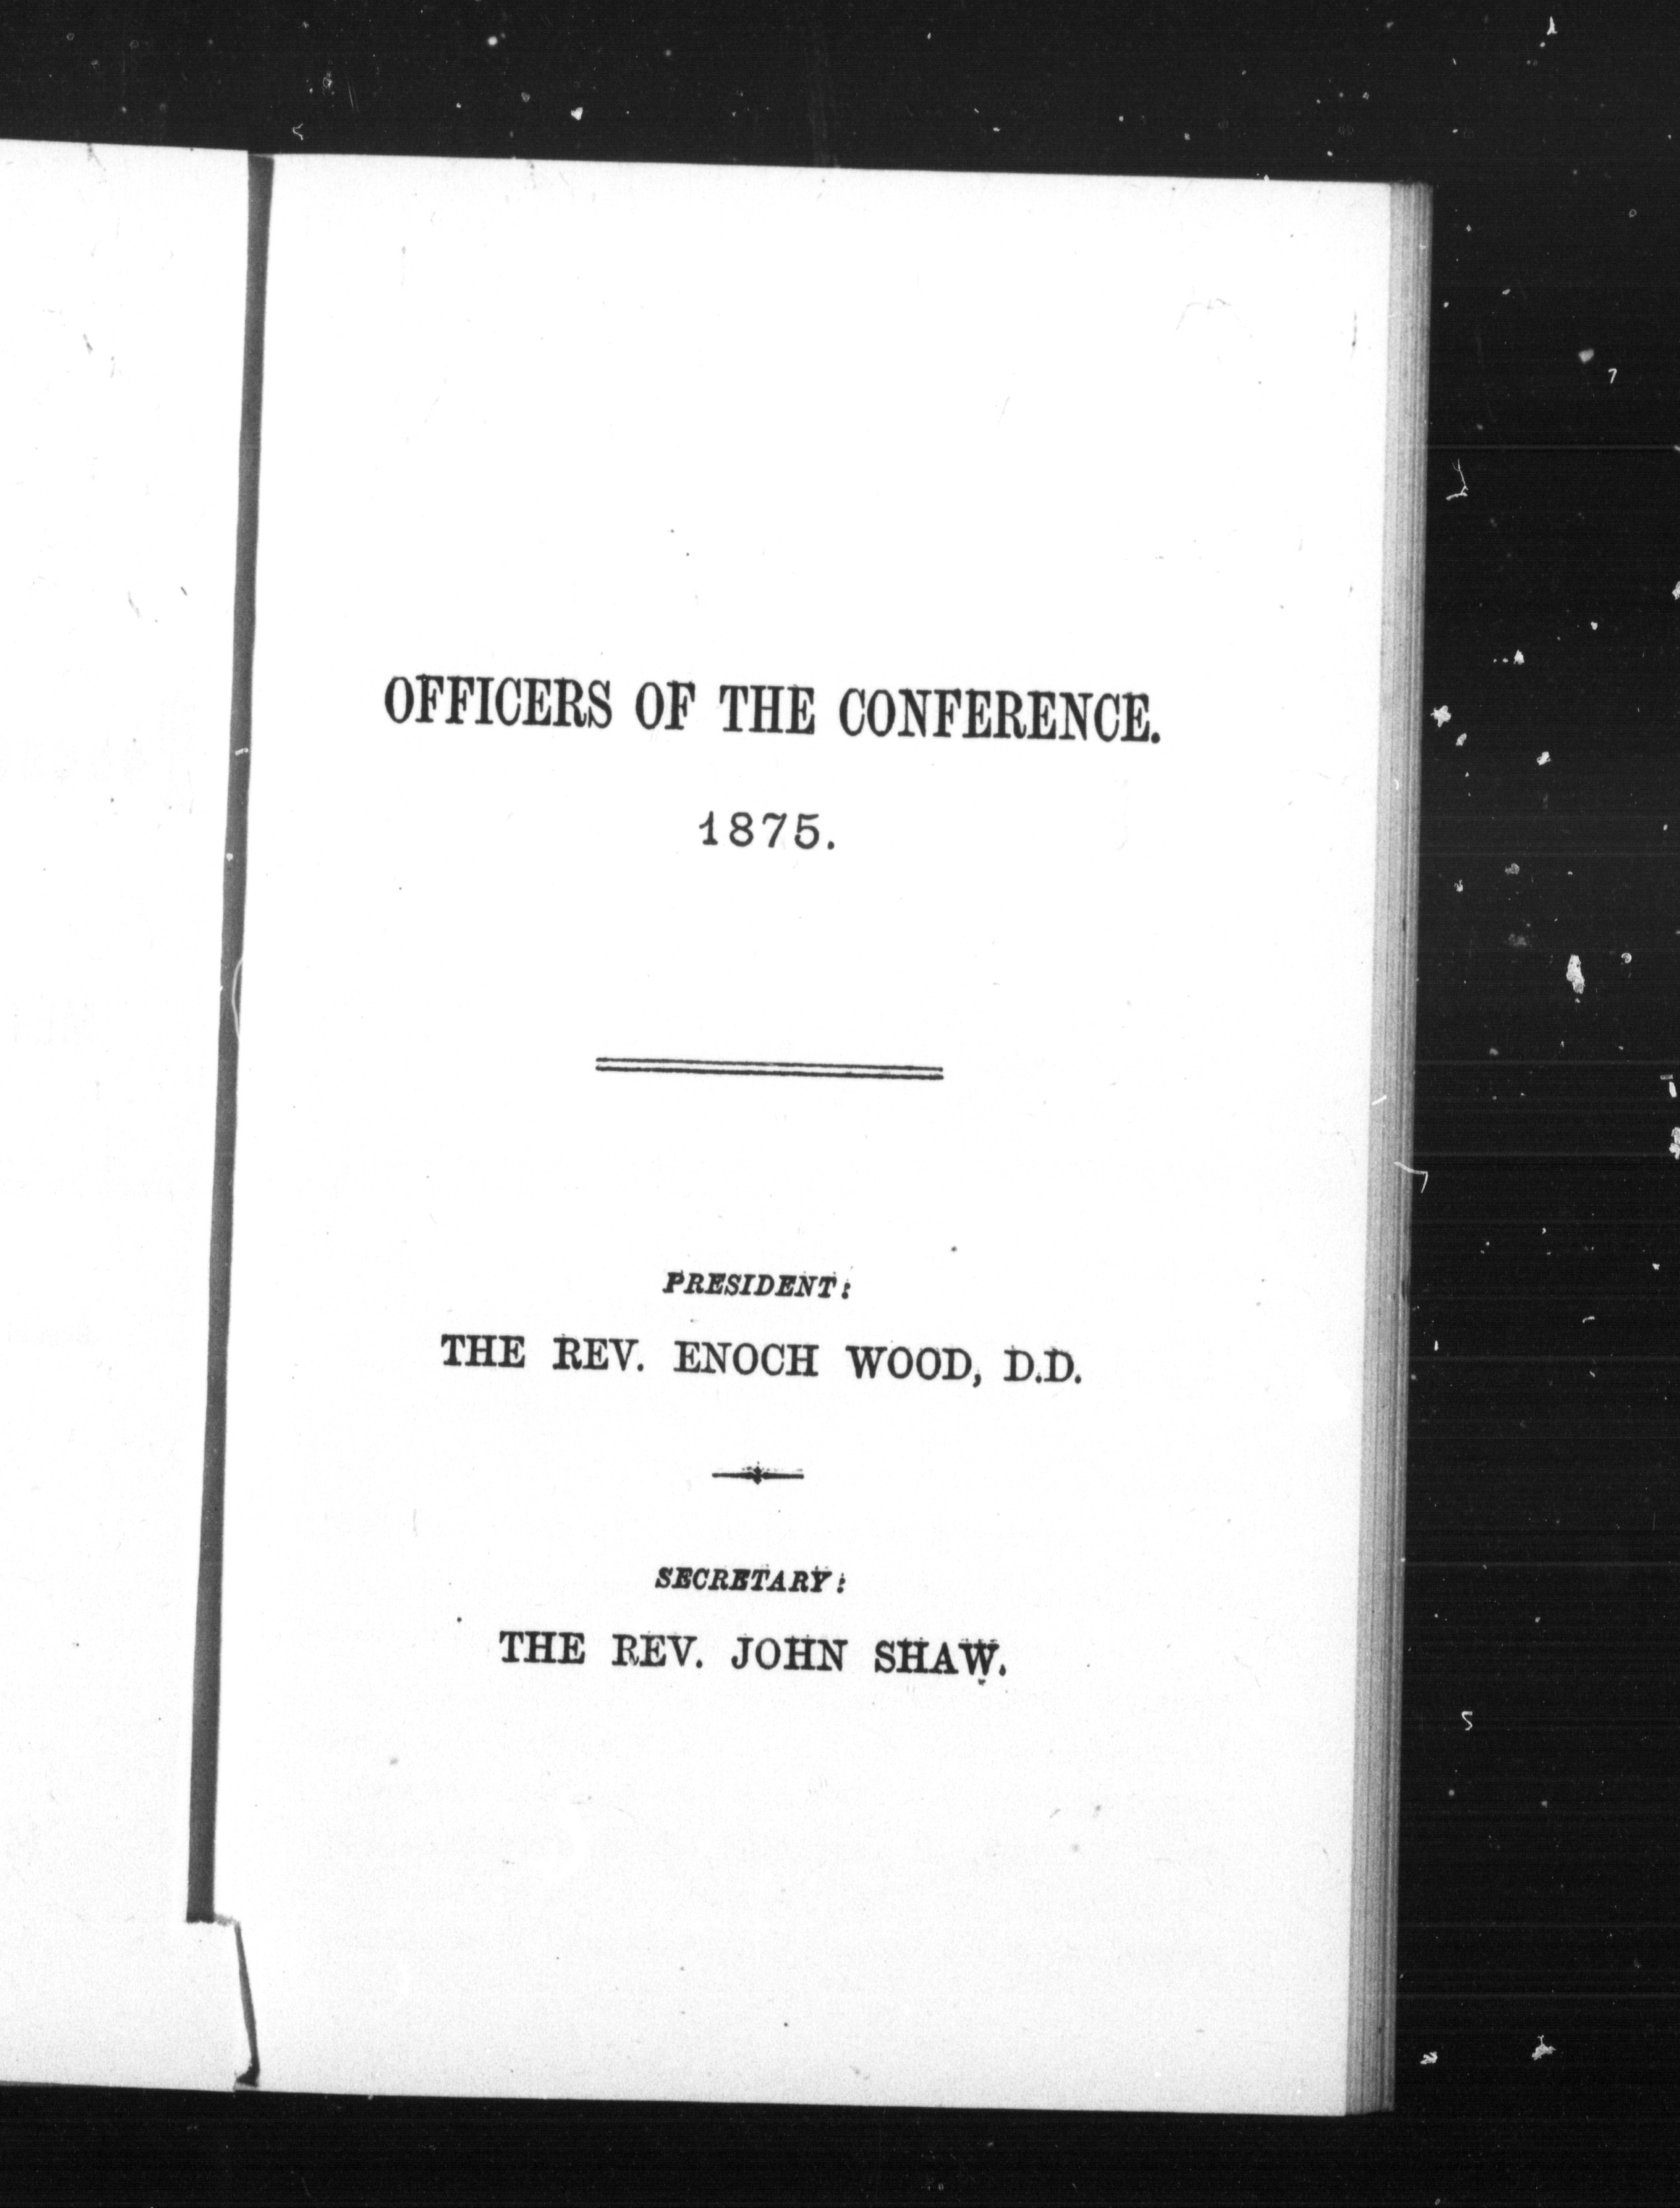 OFFICERS OF THE CONFERENCE.
1875.
PRESIDENT:
THE REV. ENOCH WOOD, D.D.
SECRETARY:
THE REV. JOHN SHAW.